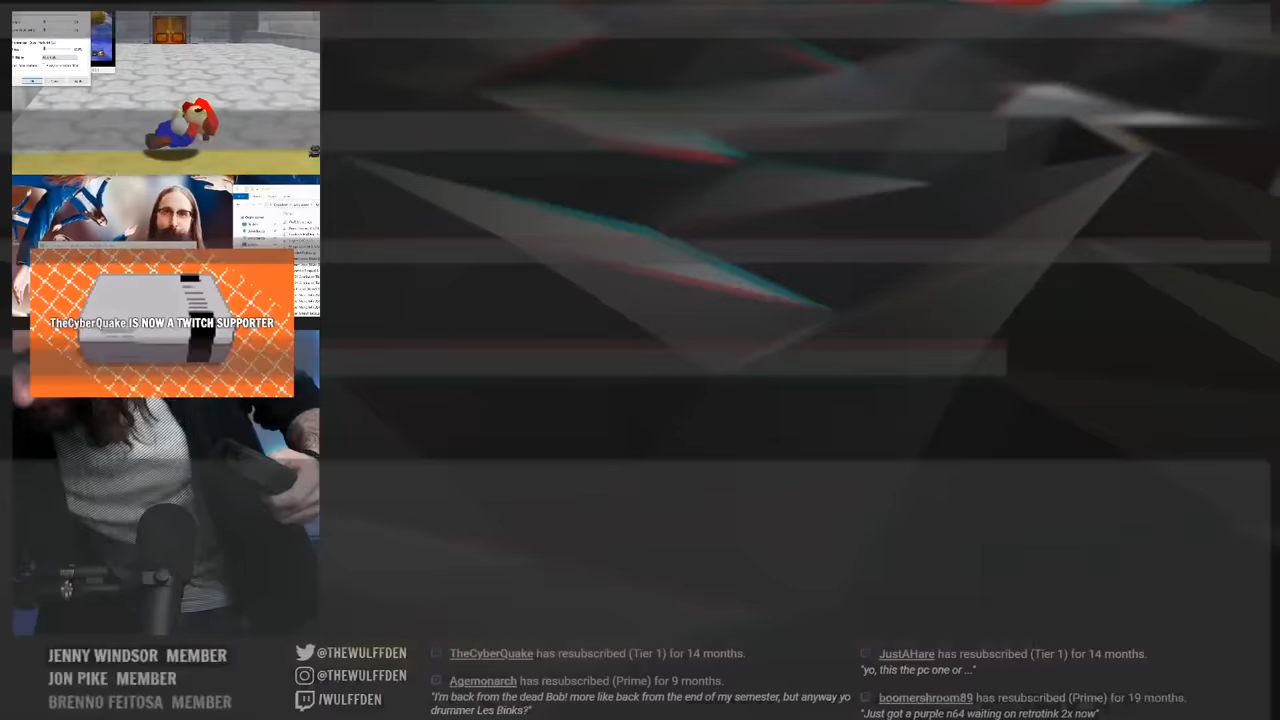 TheCyberQuake IS NOW A TWITCH SUPPORTER
JENNY WINDSOR MEMBER
JON PIKE MEMBER
BRENNO FEITOSA MEMBER
@THEWULFFDEN
@THEWULFFDEN
/WULFFDEN
TheCyberQuake has resubscribed (Tier 1) for 14 months.
Agemonarch has resubscribed (Prime) for 9 months.
"I'm back from the dead Bob! more like back from the end of my semester, but anyway yo
drummer Les Binks?"
JustAHare has resubscribed (Tier 1) for 14 months.
"yo, this the pc one or ..."
boomershroom89 has resubscribed (Prime) for 19 months.
"Just got a purple n64 waiting on retrotink 2x now"